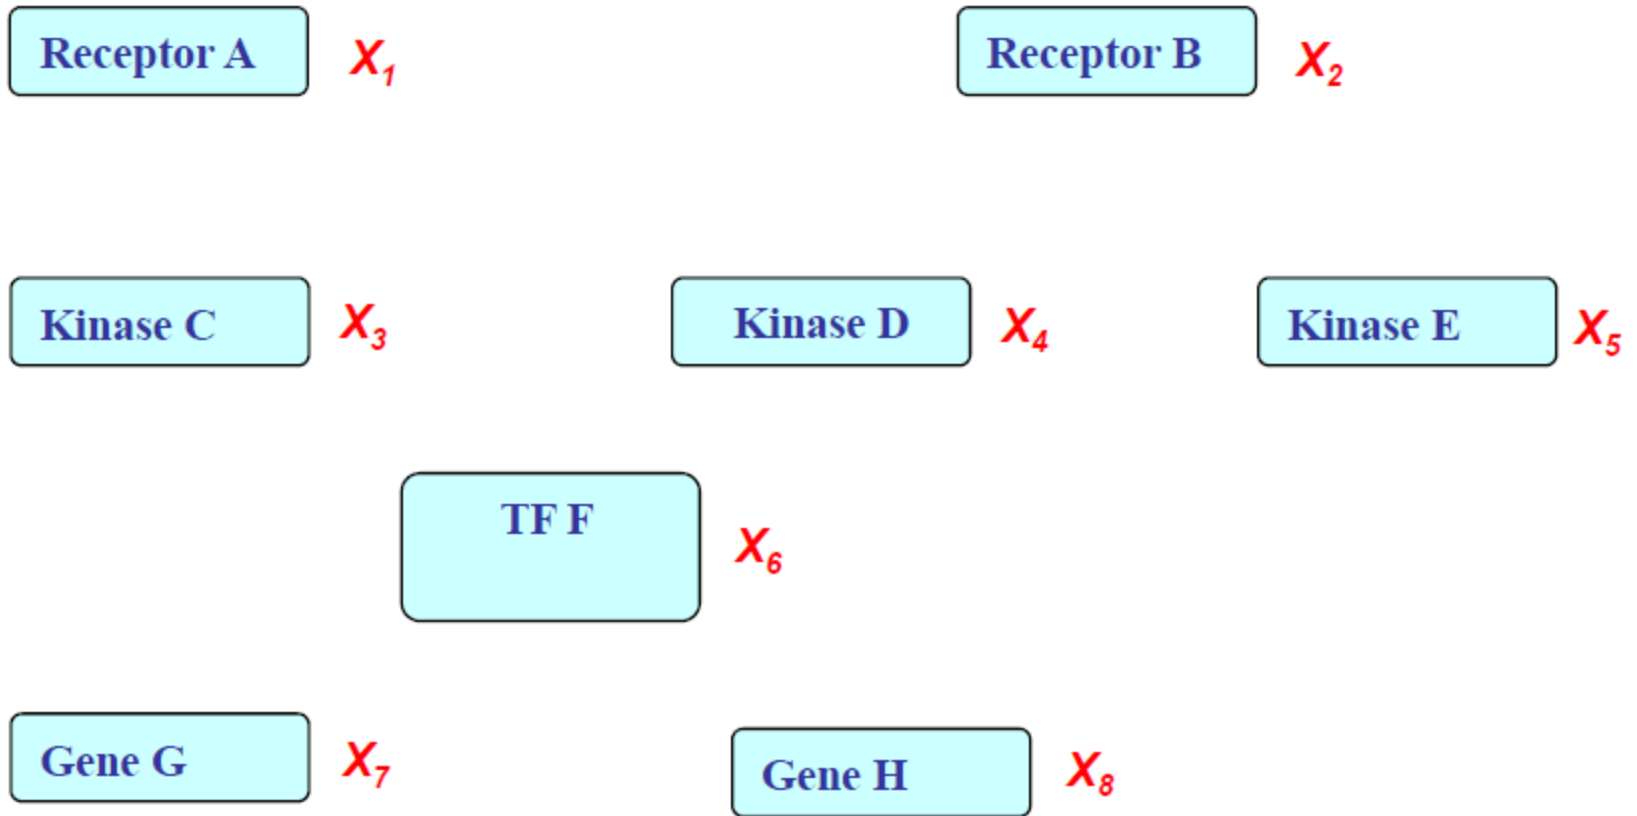 Receptor A X₁ Receptor B X₂
Kinase C X₃ Kinase D X₄ Kinase E X₅
TF F X₆
Gene G X₇ Gene H X₈